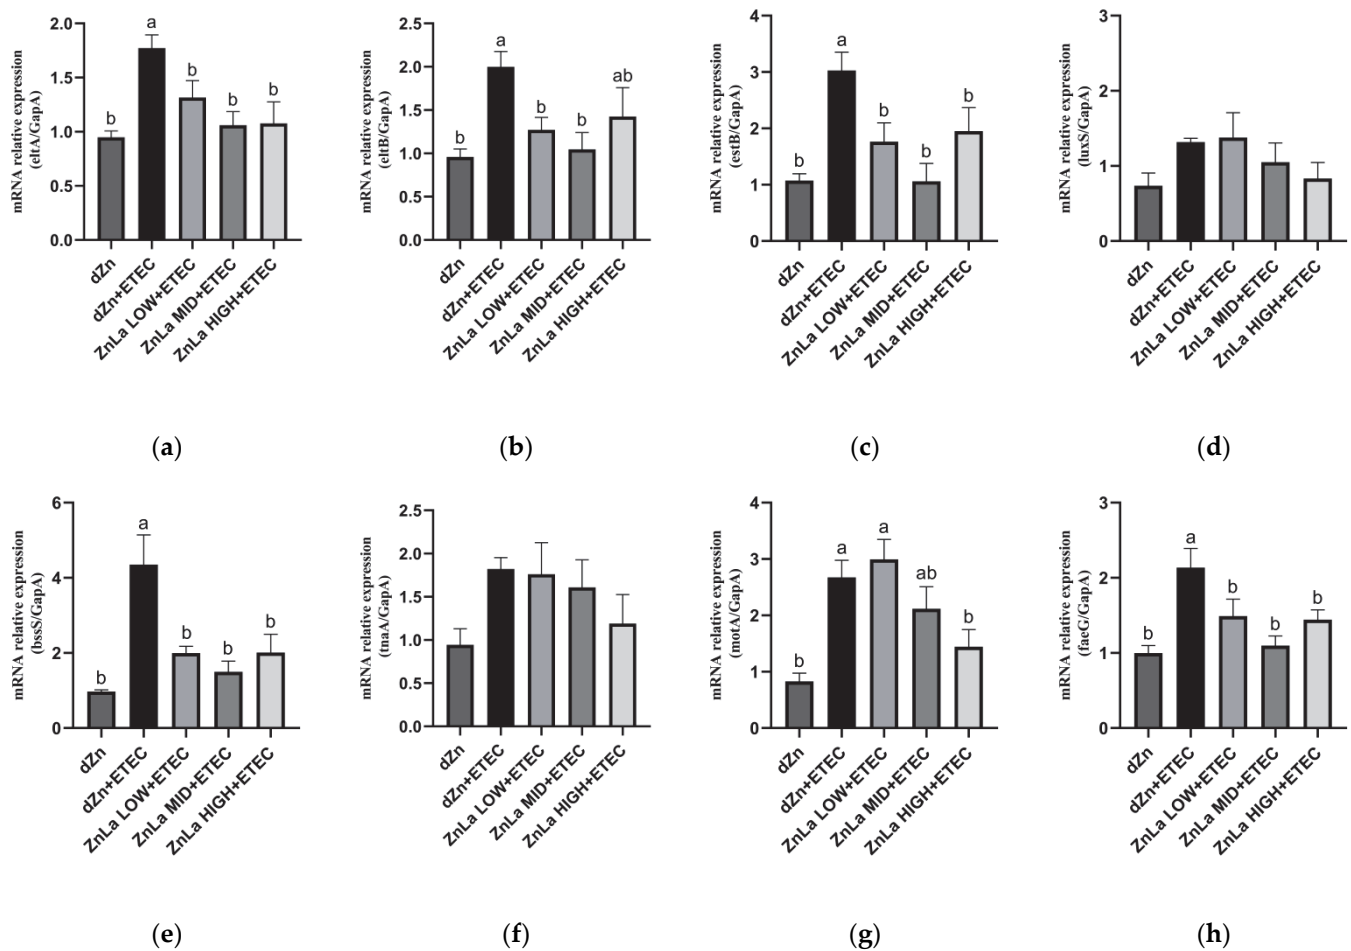 mRNA relative expression
(eltA/GapA)
2.0
1.5
1.0
0.5
0.0
b
a
b
b
b
dZn
dZn+ETEC
ZnLa LOW+ETEC
ZnLa MID+ETEC
ZnLa HIGH+ETEC
(a)
mRNA relative expression
(eltB/GapA)
2.5
2.0
1.5
1.0
0.5
0.0
b
a
b
b
ab
dZn
dZn+ETEC
ZnLa LOW+ETEC
ZnLa MID+ETEC
ZnLa HIGH+ETEC
(b)
mRNA relative expression
(estB/GapA)
4
3
2
1
0
b
a
b
b
b
dZn
dZn+ETEC
ZnLa LOW+ETEC
ZnLa MID+ETEC
ZnLa HIGH+ETEC
(c)
mRNA relative expression
(luxS/GapA)
3
2
1
0
dZn
dZn+ETEC
ZnLa LOW+ETEC
ZnLa MID+ETEC
ZnLa HIGH+ETEC
(d)
mRNA relative expression
(bssS/GapA)
6
4
2
0
b
a
b
b
b
dZn
dZn+ETEC
ZnLa LOW+ETEC
ZnLa MID+ETEC
ZnLa HIGH+ETEC
(e)
mRNA relative expression
(tnaA/GapA)
2.5
2.0
1.5
1.0
0.5
0.0
dZn
dZn+ETEC
ZnLa LOW+ETEC
ZnLa MID+ETEC
ZnLa HIGH+ETEC
(f)
mRNA relative expression
(motA/GapA)
4
3
2
1
0
b
a
a
ab
b
dZn
dZn+ETEC
ZnLa LOW+ETEC
ZnLa MID+ETEC
ZnLa HIGH+ETEC
(g)
mRNA relative expression
(faeG/GapA)
3
2
1
0
b
a
b
b
b
dZn
dZn+ETEC
ZnLa LOW+ETEC
ZnLa MID+ETEC
ZnLa HIGH+ETEC
(h)